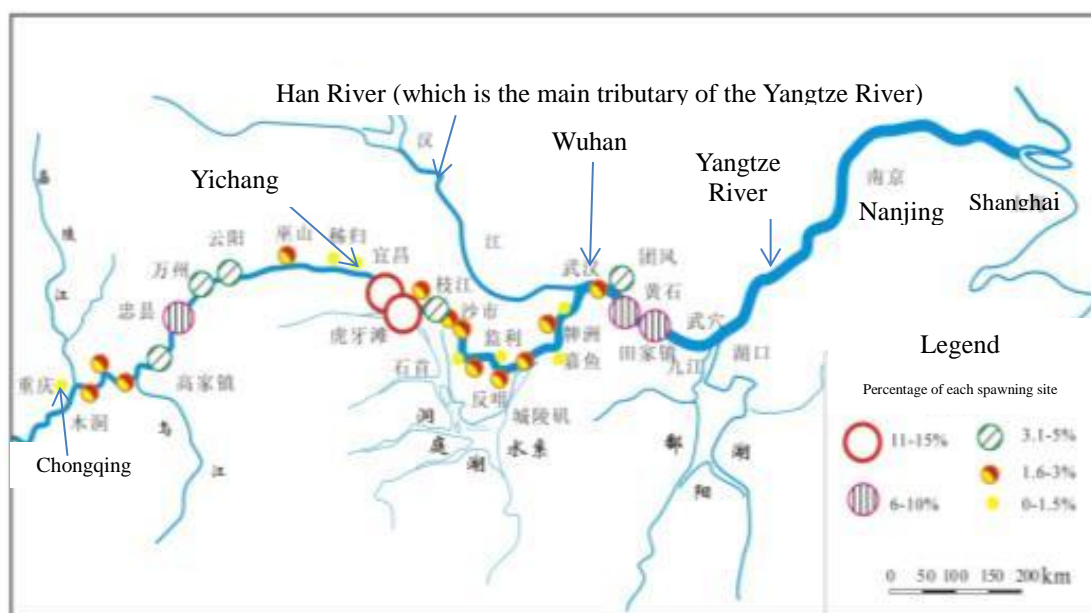 Han River (which is the main tributary of the Yangtze River)
Wuhan
Yangtze
River
Yichang
汉
江
嘉
陵
江
南京
Nanjing
Shanghai
云阳
巫山
秭归
宜昌
万州
忠县
枝江
沙市
武汉
团风
黄石
武穴
虎牙滩
监利
簰洲
田家镇
九江
湖口
石首
嘉鱼
重庆
高家镇
反咀
城陵矶
木洞
乌
江
洞
庭
湖
水系
鄱
阳
湖
Chongqing
Legend
Percentage of each spawning site
11-15%
3.1-5%
1.6-3%
6-10%
0-1.5%
0 50 100 150 200 km